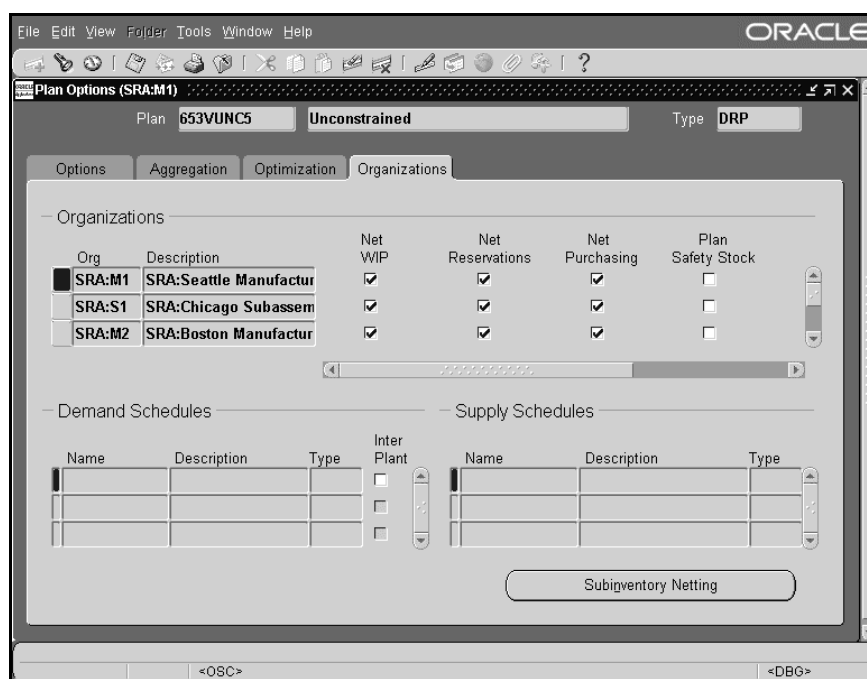 File Edit View Folder Tools Window Help
ORACLE
Plan Options (SRA:M1)
Plan 653VUNC5 Unconstrained Type DRP
Options Aggregation Optimization Organizations
Organizations
Net Net Net Plan
Org Description WIP Reservations Purchasing Safety Stock
SRA:M1 SRA:Seattle Manufactur
SRA:S1 SRA:Chicago Subassem
SRA:M2 SRA:Boston Manufactur
Demand Schedules Supply Schedules
Inter
Name Description Type Plant Name Description Type
Subinventory Netting
<OSC> <DBG>